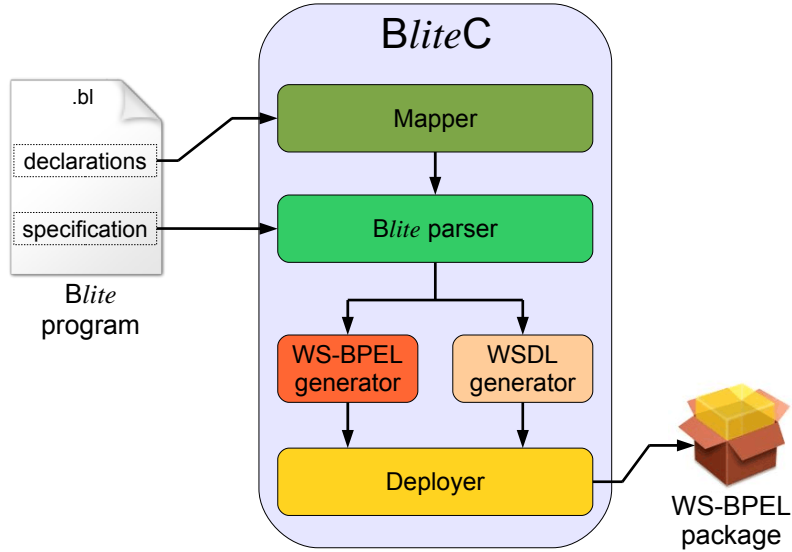 BliteC
.bl
declarations
specification
Blite
program
Mapper
Blite parser
WS-BPEL
generator
WSDL
generator
Deployer
WS-BPEL
package